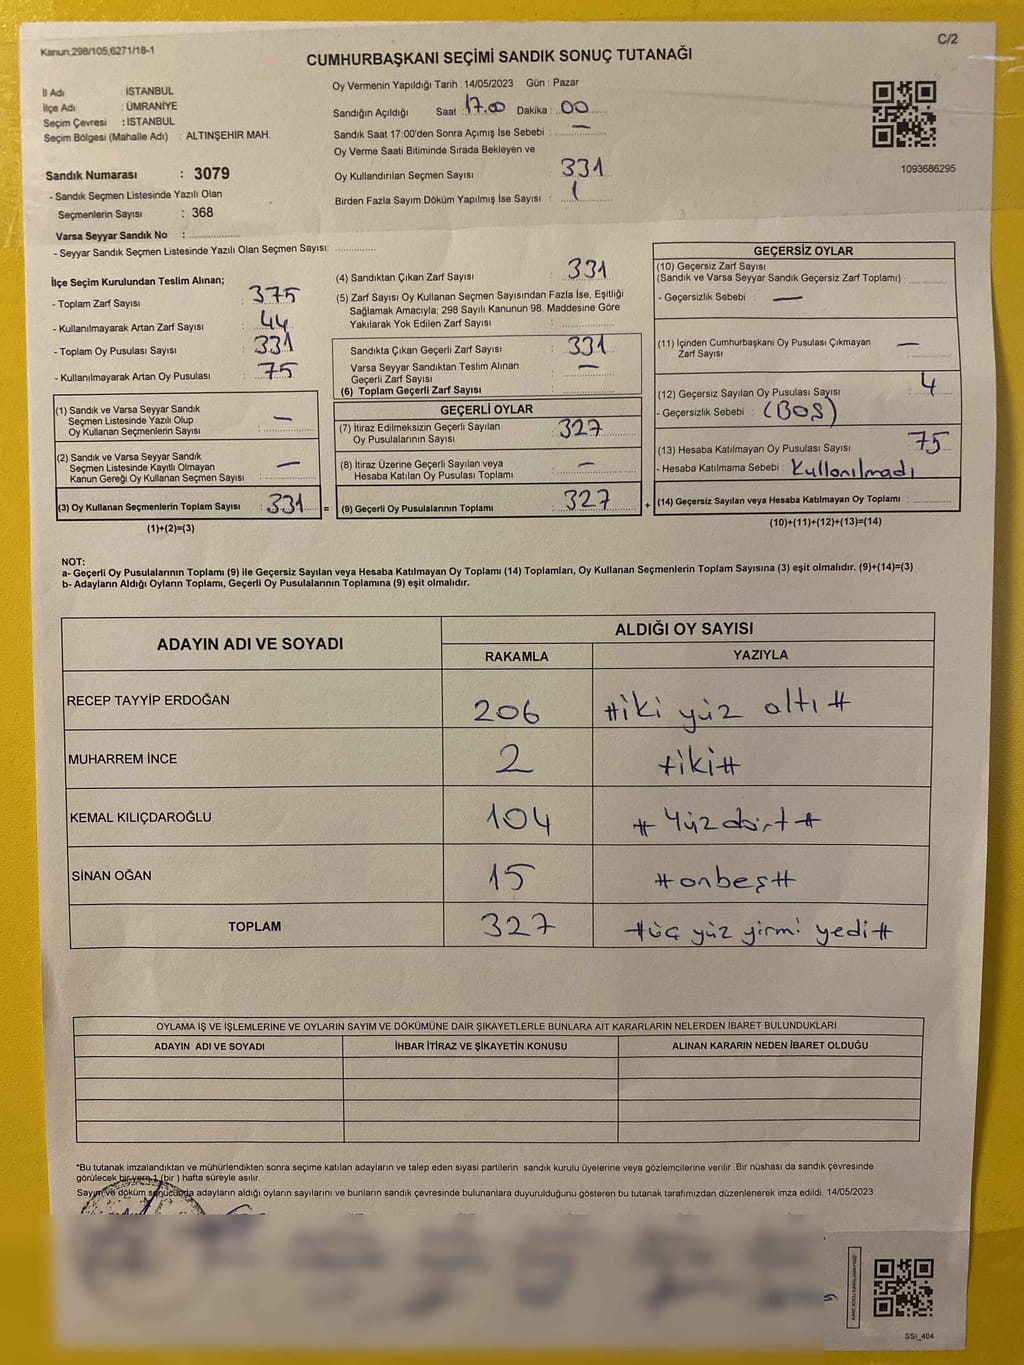 Kanun;298/105,6271/18-1
C/2
CUMHURBAŞKANI SEÇİMİ SANDIK SONUÇ TUTANAĞI
İl Adı : İSTANBUL
İlçe Adı : ÜMRANİYE
Seçim Çevresi : İSTANBUL
Seçim Bölgesi (Mahalle Adı) : ALTINŞEHİR MAH.
Sandık Numarası : 3079
- Sandık Seçmen Listesinde Yazılı Olan
Seçmenlerin Sayısı : 368
Varsa Seyyar Sandık No :
- Seyyar Sandık Seçmen Listesinde Yazılı Olan Seçmen Sayısı:
Oy Vermenin Yapıldığı Tarih : 14/05/2023 Gün : Pazar
Sandığın Açıldığı Saat 17.00 Dakika : 00
Sandık Saat 17:00'den Sonra Açımış İse Sebebi : —
Oy Verme Saati Bitiminde Sırada Bekleyen ve
Oy Kullandırılan Seçmen Sayısı : 331
Birden Fazla Sayım Döküm Yapılmış İse Sayısı : 1
1093686295
İlçe Seçim Kurulundan Teslim Alınan;
- Toplam Zarf Sayısı : 375
- Kullanılmayarak Artan Zarf Sayısı : 44
- Toplam Oy Pusulası Sayısı : 331
- Kullanılmayarak Artan Oy Pusulası : 75
(1) Sandık ve Varsa Seyyar Sandık
Seçmen Listesinde Yazılı Olup
Oy Kullanan Seçmenlerin Sayısı : —
(2) Sandık ve Varsa Seyyar Sandık
Seçmen Listesinde Kayıtlı Olmayan
Kanun Gereği Oy Kullanan Seçmen Sayısı : —
(3) Oy Kullanan Seçmenlerin Toplam Sayısı : 331 =
(1)+(2)=(3)
(4) Sandıktan Çıkan Zarf Sayısı : 331
(5) Zarf Sayısı Oy Kullanan Seçmen Sayısından Fazla İse, Eşitliği
Sağlamak Amacıyla; 298 Sayılı Kanunun 98. Maddesine Göre
Yakılarak Yok Edilen Zarf Sayısı :
Sandıkta Çıkan Geçerli Zarf Sayısı : 331
Varsa Seyyar Sandıktan Teslim Alınan
Geçerli Zarf Sayısı : —
(6) Toplam Geçerli Zarf Sayısı :
GEÇERLİ OYLAR
(7) İtiraz Edilmeksizin Geçerli Sayılan
Oy Pusulalarının Sayısı : 327
(8) İtiraz Üzerine Geçerli Sayılan veya
Hesaba Katılan Oy Pusulası Toplamı : —
(9) Geçerli Oy Pusulalarının Toplamı : 327 +
GEÇERSİZ OYLAR
(10) Geçersiz Zarf Sayısı
(Sandık ve Varsa Seyyar Sandık Geçersiz Zarf Toplamı) :
- Geçersizlik Sebebi : —
(11) İçinden Cumhurbaşkanı Oy Pusulası Çıkmayan
Zarf Sayısı —
(12) Geçersiz Sayılan Oy Pusulası Sayısı : 4
- Geçersizlik Sebebi : (BOŞ)
(13) Hesaba Katılmayan Oy Pusulası Sayısı : 75
- Hesaba Katılmama Sebebi : Kullanılmadı
(14) Geçersiz Sayılan veya Hesaba Katılmayan Oy Toplamı :
(10)+(11)+(12)+(13)=(14)
NOT:
a- Geçerli Oy Pusulalarının Toplamı (9) ile Geçersiz Sayılan veya Hesaba Katılmayan Oy Toplamı (14) Toplamları, Oy Kullanan Seçmenlerin Toplam Sayısına (3) eşit olmalıdır. (9)+(14)=(3)
b- Adayların Aldığı Oyların Toplamı, Geçerli Oy Pusulalarının Toplamına (9) eşit olmalıdır.
ADAYIN ADI VE SOYADI ALDIĞI OY SAYISI
RAKAMLA YAZIYLA
RECEP TAYYİP ERDOĞAN 206 #iki yüz altı#
MUHARREM İNCE 2 #iki#
KEMAL KILIÇDAROĞLU 104 #Yüzdört#
SİNAN OĞAN 15 #onbeş#
TOPLAM 327 #üç yüz yirmi yedi#
OYLAMA İŞ VE İŞLEMLERİNE VE OYLARIN SAYIM VE DÖKÜMÜNE DAİR ŞİKAYETLERLE BUNLARA AİT KARARLARIN NELERDEN İBARET BULUNDUKLARI
ADAYIN ADI VE SOYADI İHBAR İTİRAZ VE ŞİKAYETİN KONUSU ALINAN KARARIN NEDEN İBARET OLDUĞU
*Bu tutanak imzalandıktan ve mühürlendikten sonra seçime katılan adayların ve talep eden siyasi partilerin sandık kurulu üyelerine veya gözlemcilerine verilir .Bir nüshası da sandık çevresinde
görülecek bir yere 1 (bir ) hafta süreyle asılır.
Sayım ve döküm sonucunda adayların aldığı oyların sayılarını ve bunların sandık çevresinde bulunanlara duyurulduğunu gösteren bu tutanak tarafımızdan düzenlenerek imza edildi. 14/05/2023
SSİ_404